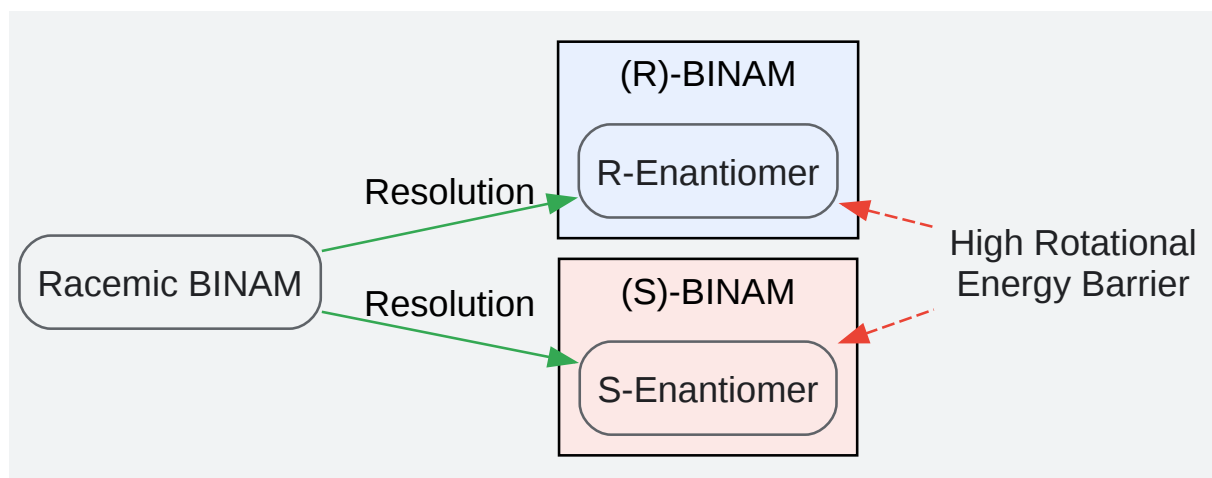 (R)-BINAM
R-Enantiomer
Resolution
Racemic BINAM
Resolution
(S)-BINAM
S-Enantiomer
High Rotational
Energy Barrier